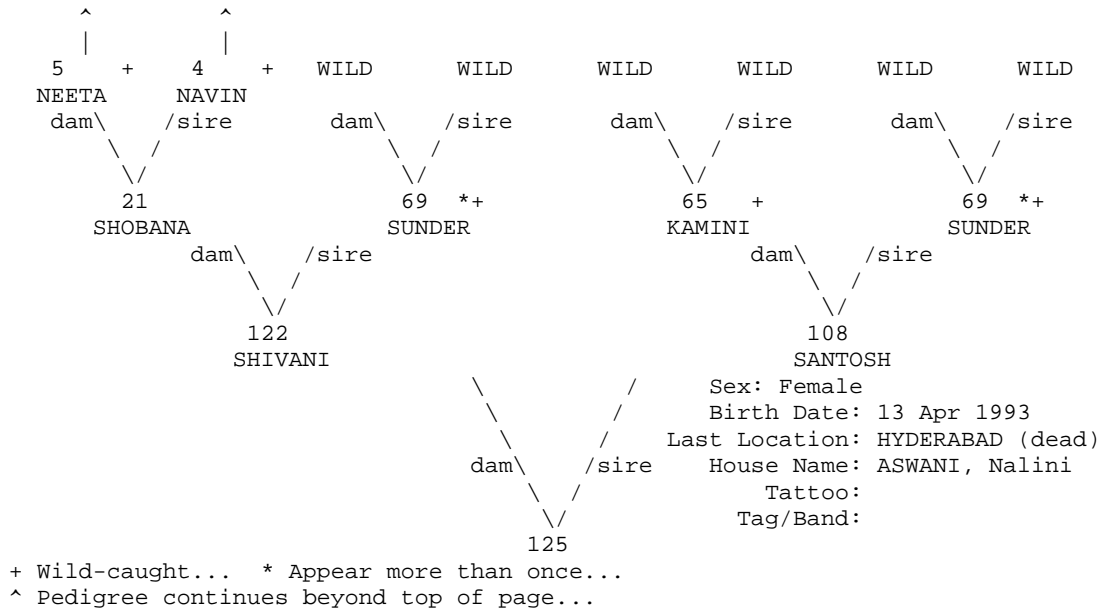 ^ ^
| |
5 + 4 + WILD WILD WILD WILD WILD WILD
NEETA NAVIN
dam\ /sire dam\ /sire dam\ /sire dam\ /sire
\ / \ / \ / \ /
\/ \/ \/ \/
21 69 *+ 65 + 69 *+
SHOBANA SUNDER KAMINI SUNDER
dam\ /sire dam\ /sire
\ / \ /
\/ \/
122 108
SHIVANI SANTOSH
\ / Sex: Female
\ / Birth Date: 13 Apr 1993
\ / Last Location: HYDERABAD (dead)
dam\ /sire House Name: ASWANI, Nalini
\ / Tattoo:
\/ Tag/Band:
125
+ Wild-caught... * Appear more than once...
^ Pedigree continues beyond top of page...